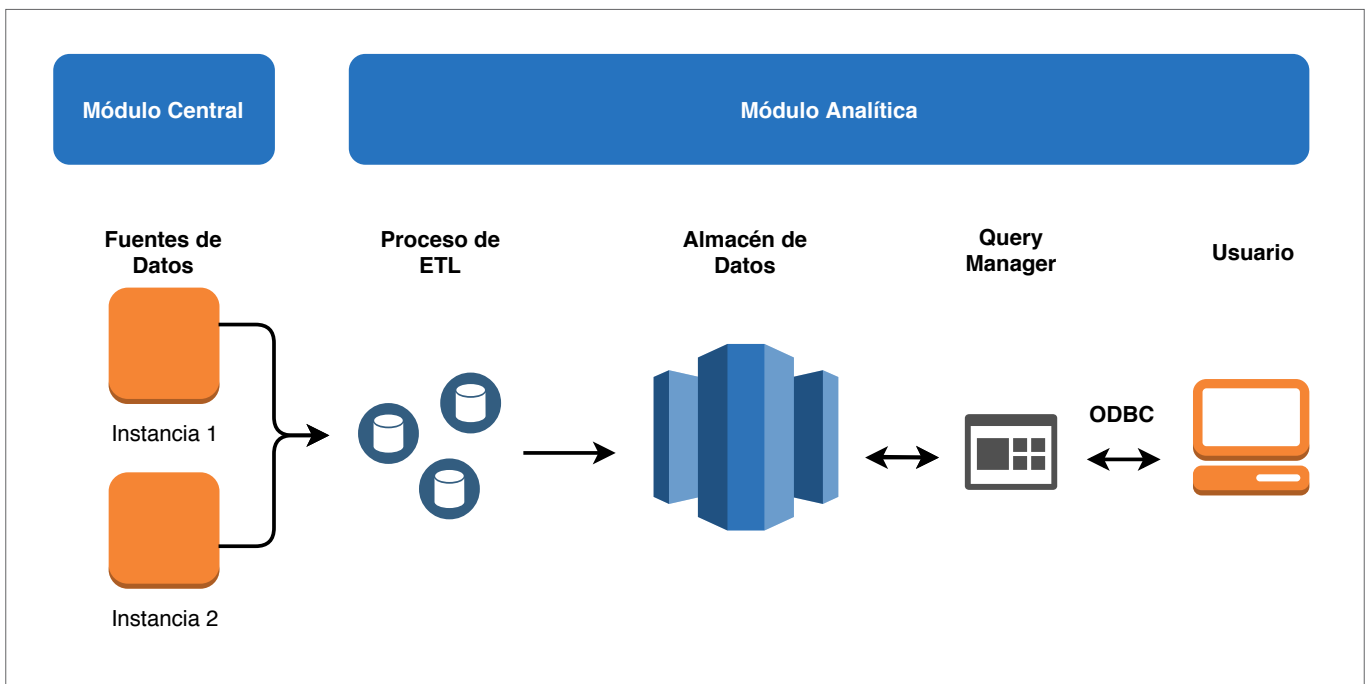 Módulo Central
Módulo Analítica
Fuentes de
Datos
Proceso de
ETL
Almacén de
Datos
Query
Manager
Usuario
Instancia 1
ODBC
Instancia 2